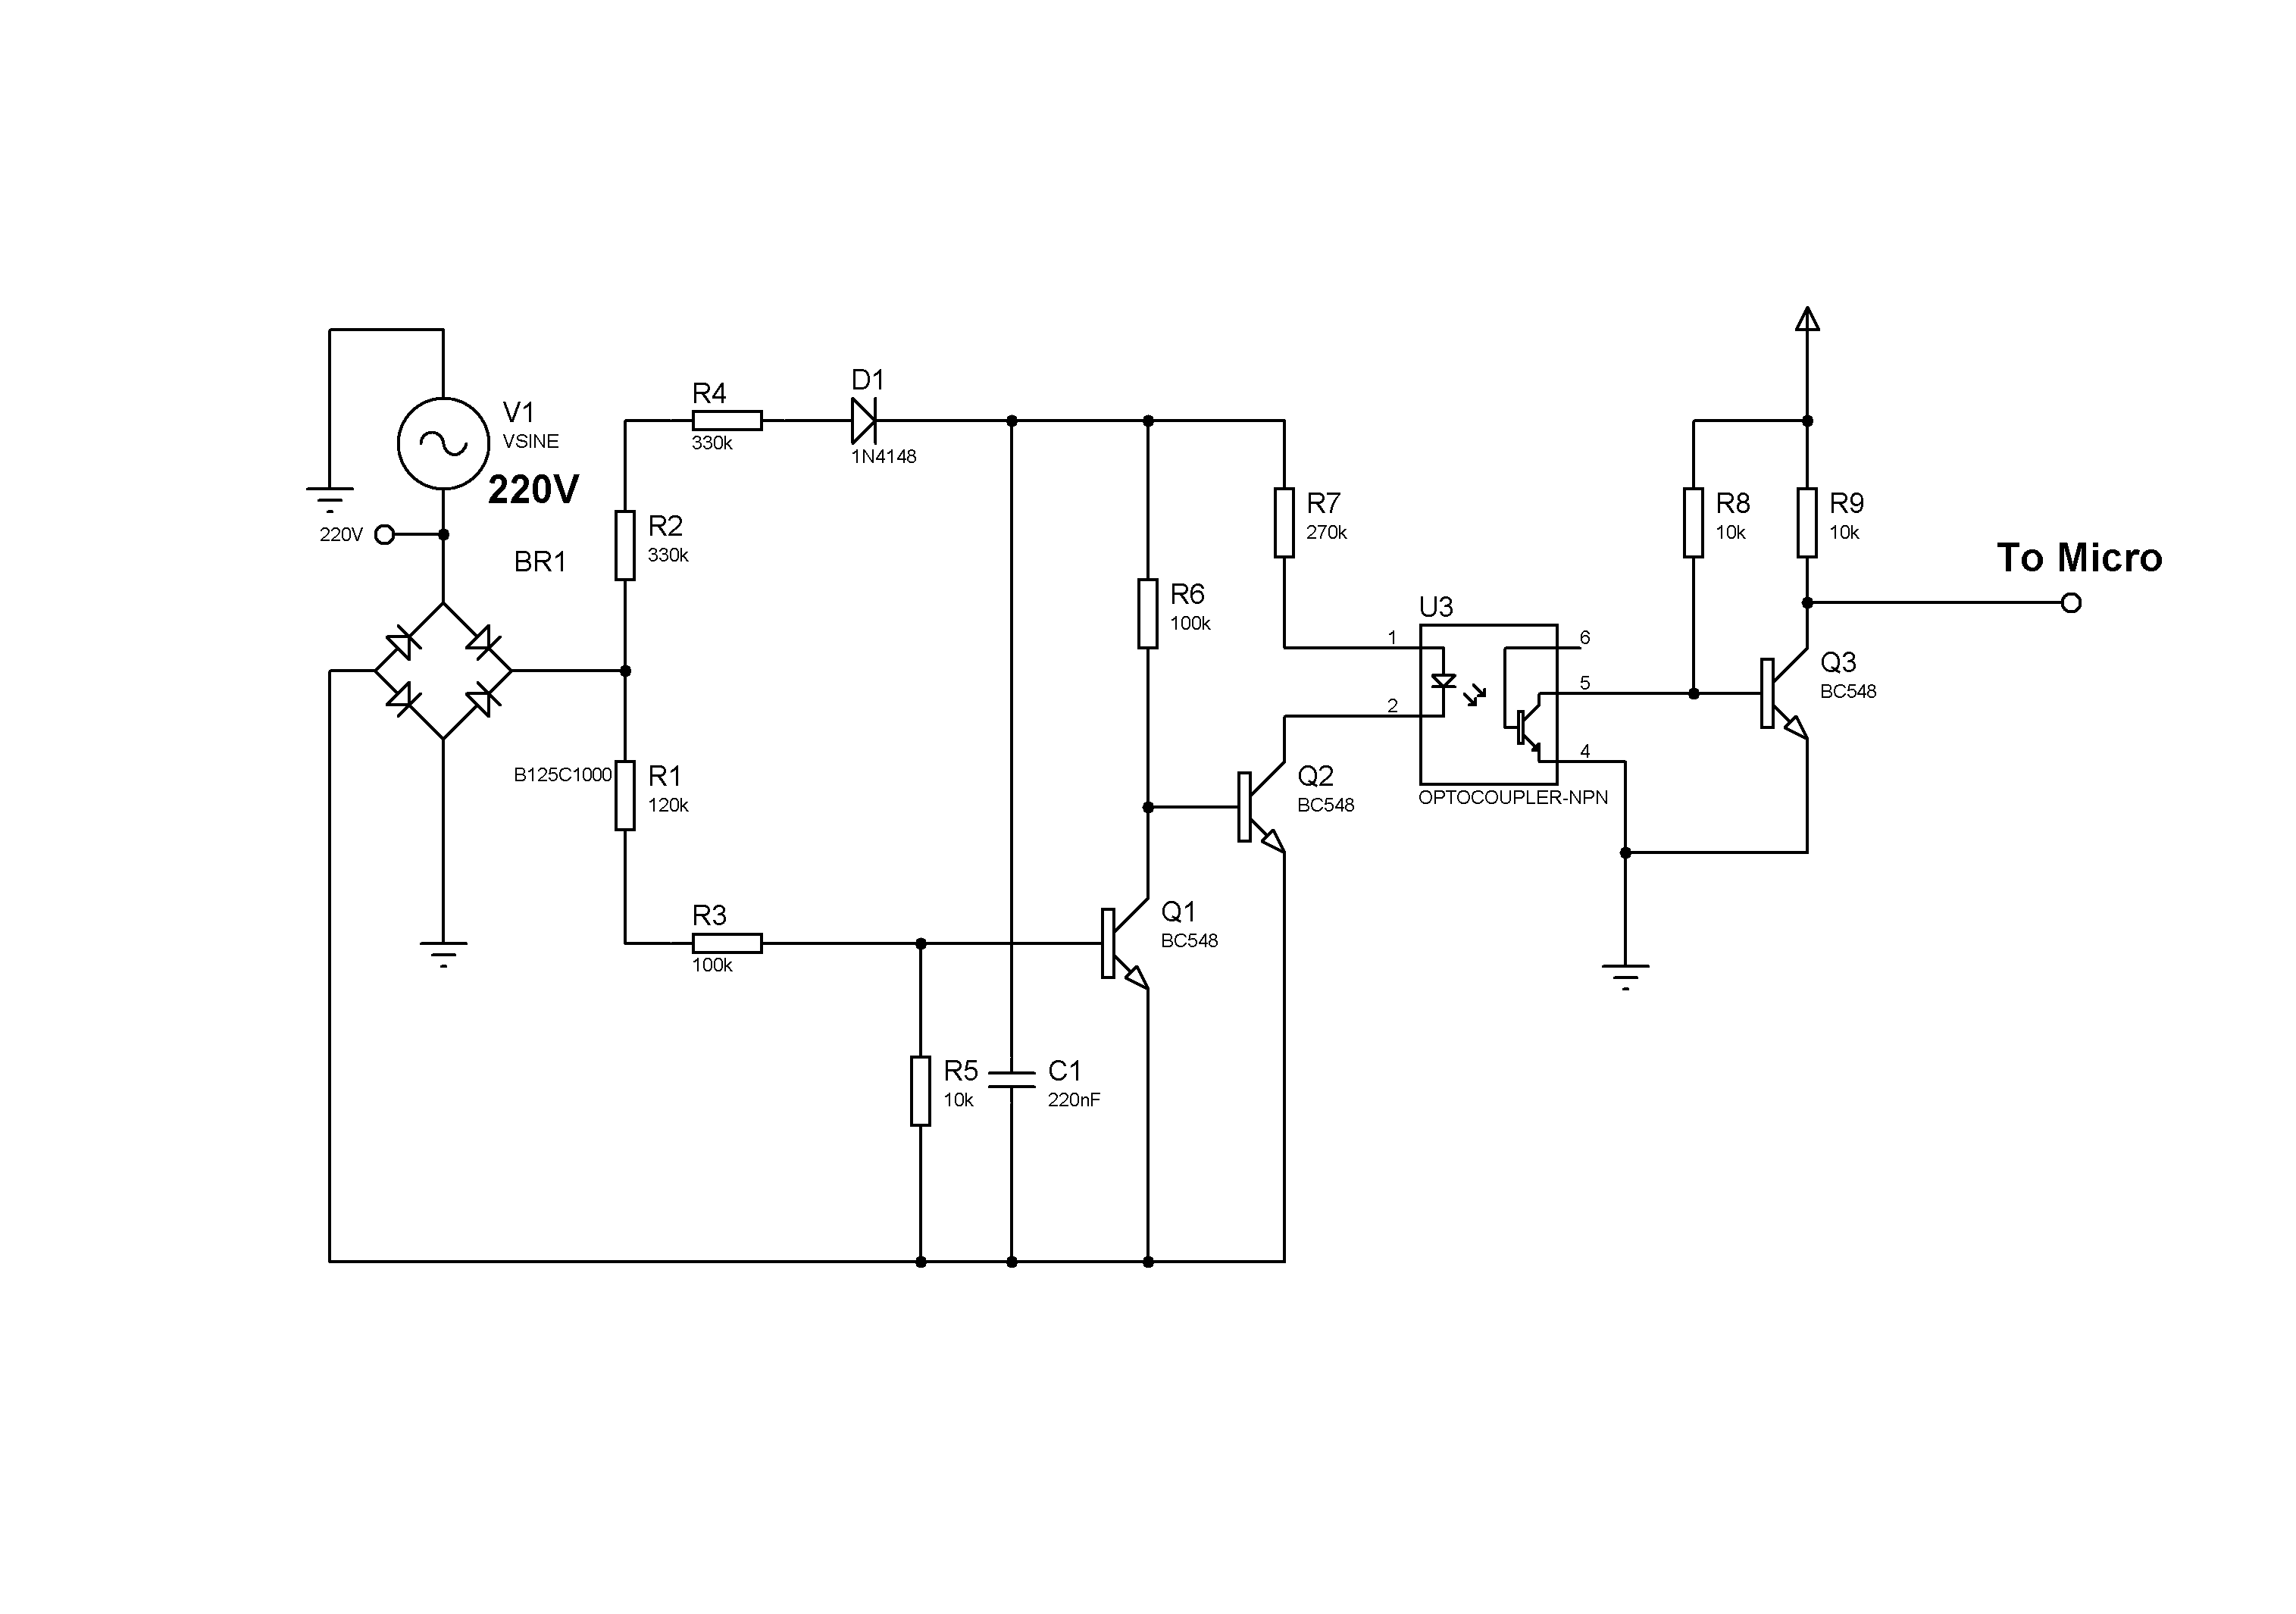 V1
VSINE
220V
220V
BR1
B125C1000
R4
330k
D1
1N4148
R2
330k
R1
120k
R3
100k
R5
10k
C1
220nF
R6
100k
Q1
BC548
R7
270k
Q2
BC548
U3
1
2
6
5
4
OPTOCOUPLER-NPN
R8
10k
R9
10k
Q3
BC548
To Micro